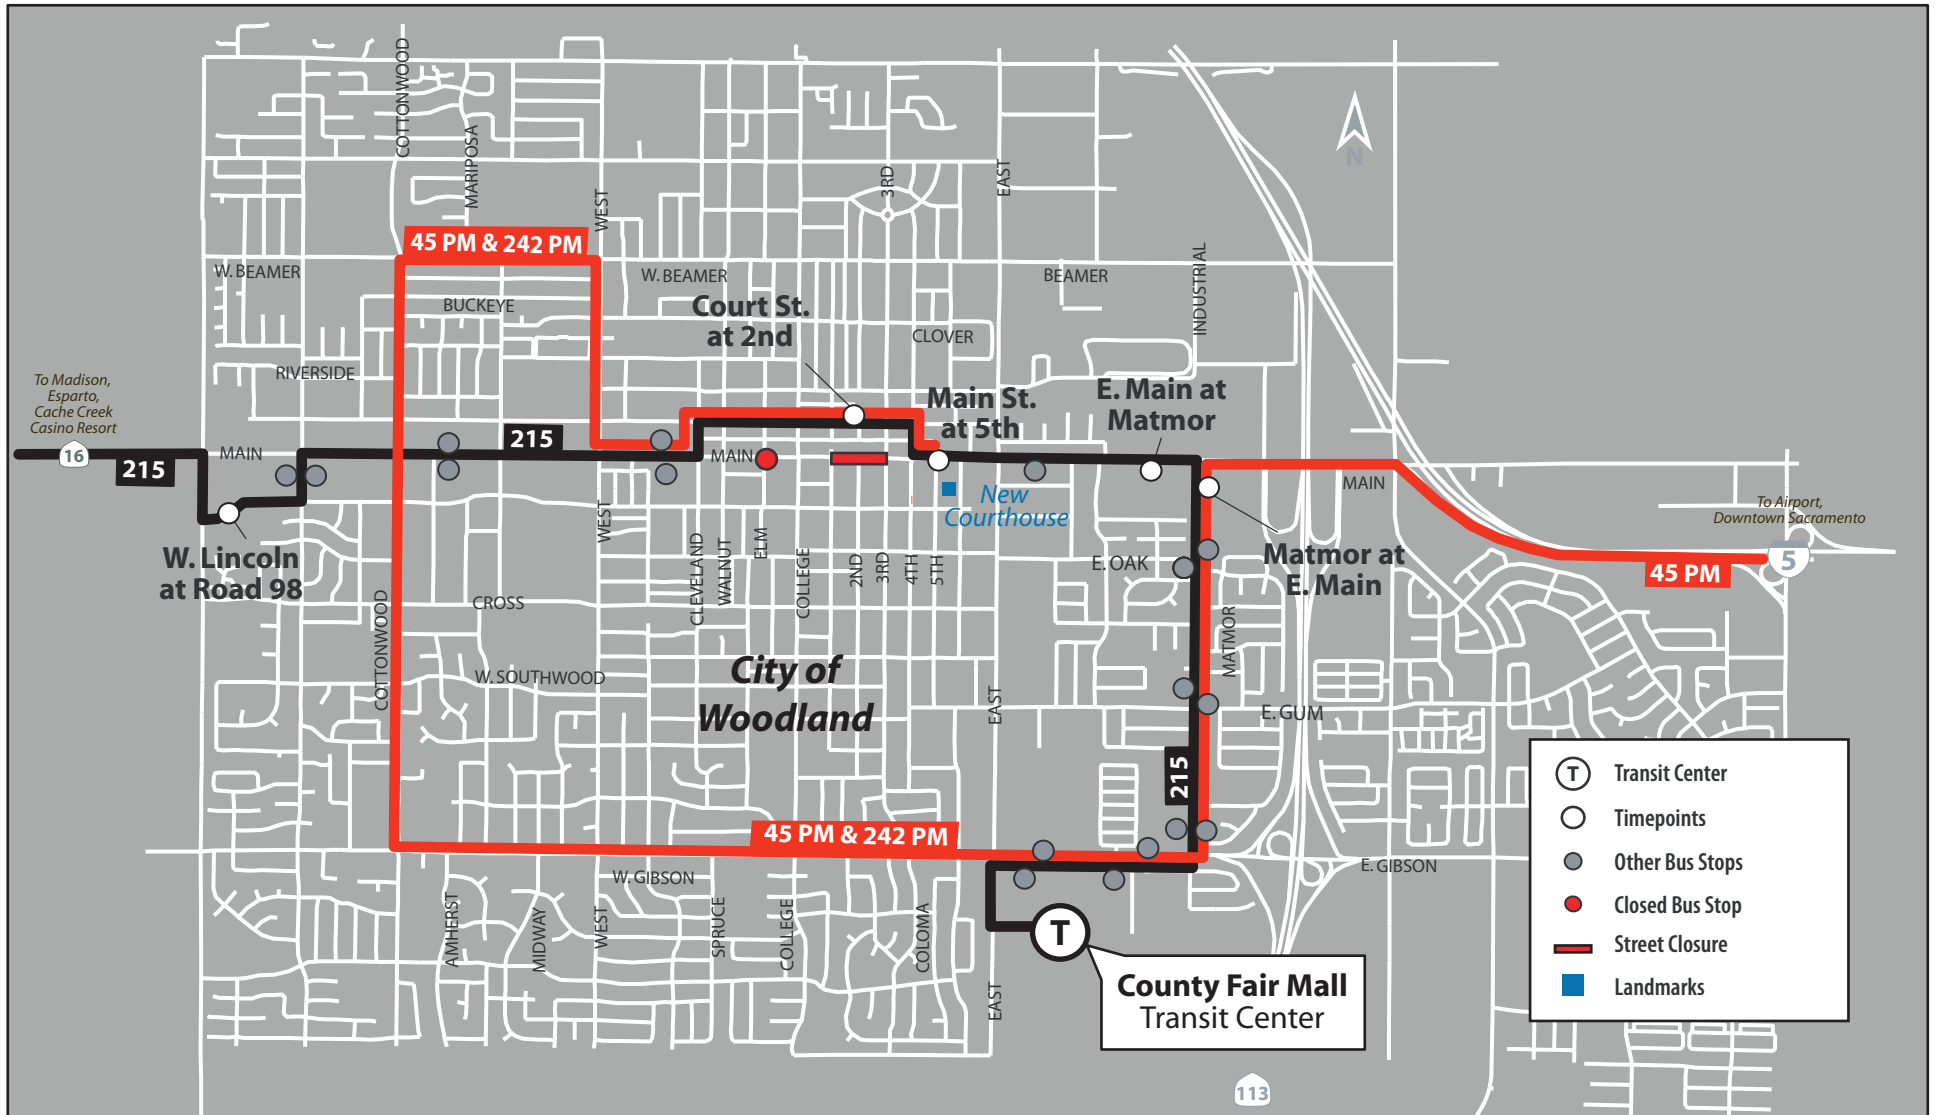 COTTONWOOD
MARIPOSA
WEST
3RD
EAST
N
45 PM & 242 PM
W. BEAMER
W. BEAMER
BEAMER
INDUSTRIAL
BUCKEYE
Court St.
at 2nd
CLOVER
RIVERSIDE
To Madison,
Esparto,
Cache Creek
Casino Resort
16
215
MAIN
215
MAIN
Main St.
at 5th
E. Main at
Matmor
MAIN
New
Courthouse
To Airport,
Downtown Sacramento
5
45 PM
W. Lincoln
at Road 98
WEST
CLEVELAND
WALNUT
ELM
COLLEGE
2ND
3RD
4TH
5TH
E. OAK
Matmor at
E. Main
CROSS
COTTONWOOD
MATMOR
W. SOUTHWOOD
City of
Woodland
EAST
E. GUM
215
45 PM & 242 PM
W. GIBSON
E. GIBSON
AMHERST
MIDWAY
WEST
SPRUCE
COLLEGE
COLOMA
EAST
T
County Fair Mall
Transit Center
113
T
Transit Center
Timepoints
Other Bus Stops
Closed Bus Stop
Street Closure
Landmarks